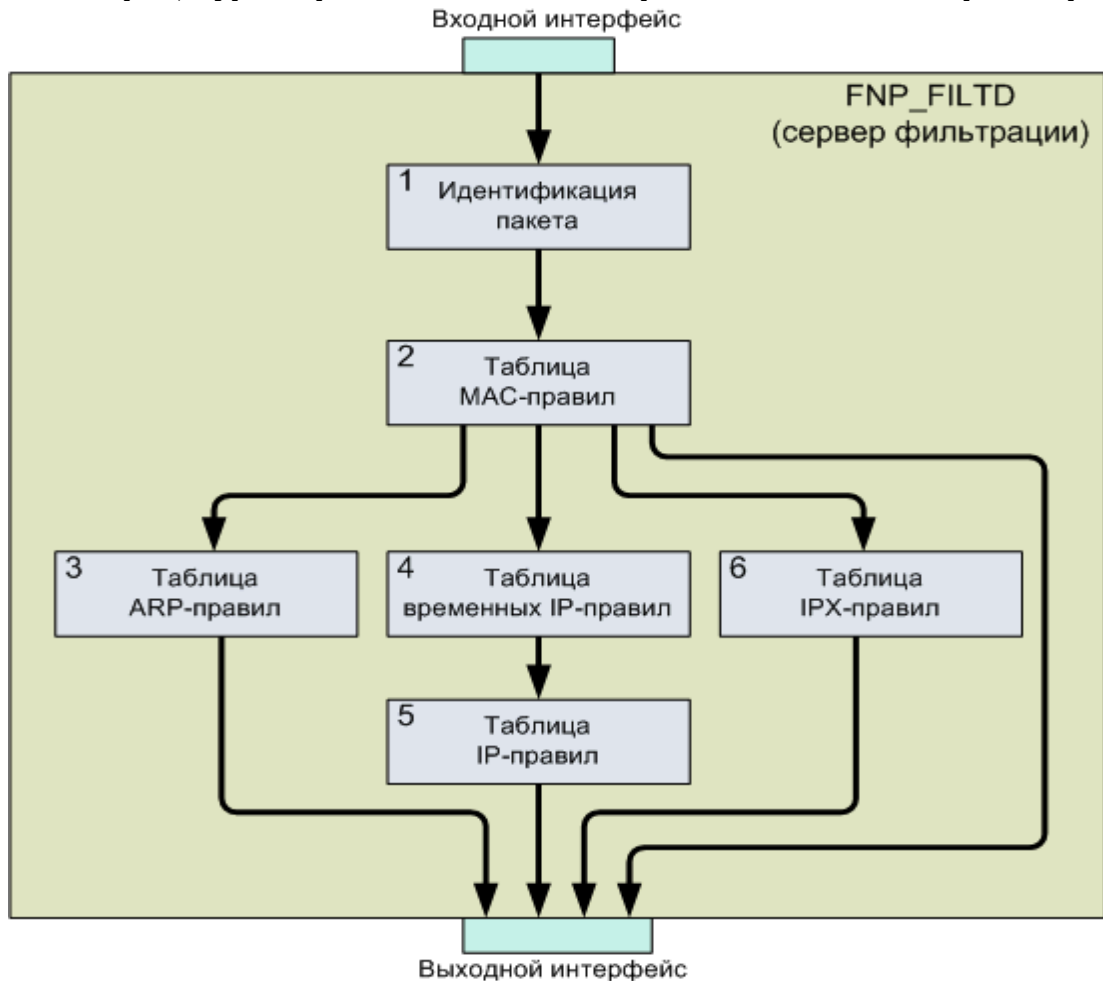 Входной интерфейс
FNP_FILTD
(сервер фильтрации)
1
Идентификация
пакета
2
Таблица
МАС-правил
3
Таблица
ARP-правил
4
Таблица
временных IP-правил
6
Таблица
IPX-правил
5
Таблица
IP-правил
Выходной интерфейс